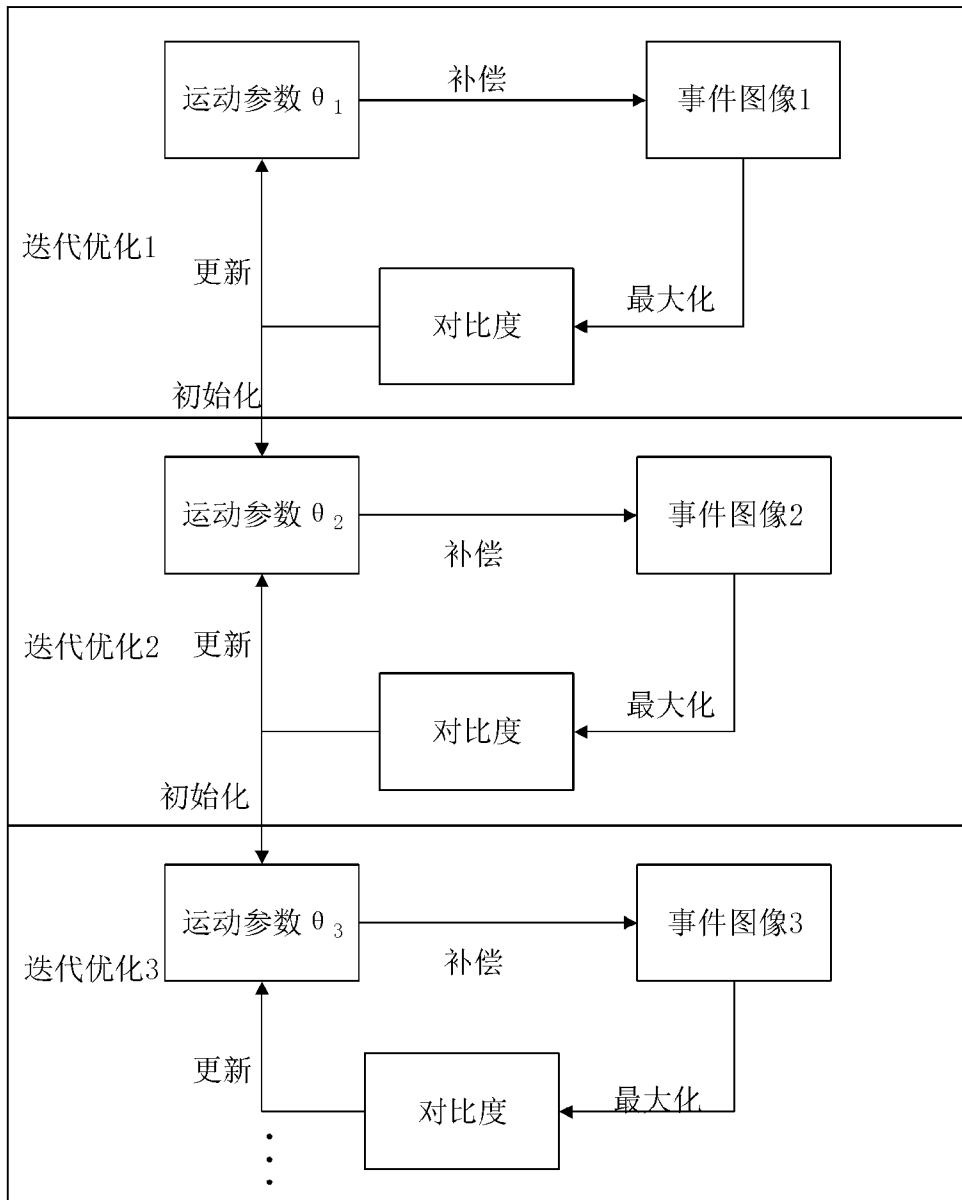 补偿
运动参数θ1
事件图像1
迭代优化1
更新
最大化
对比度
初始化
运动参数θ2
事件图像2
补偿
迭代优化2
更新
最大化
对比度
初始化
运动参数θ3
事件图像3
补偿
迭代优化3
更新
最大化
对比度